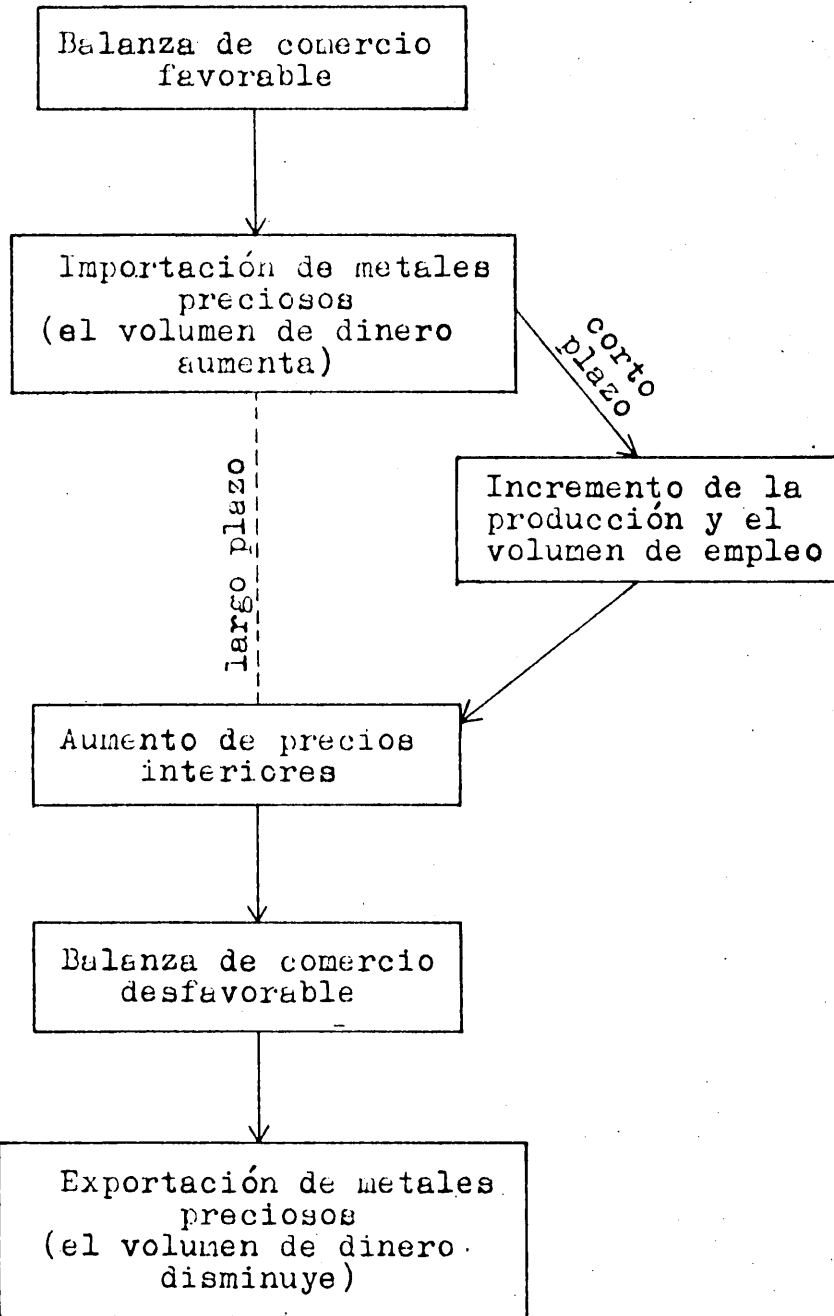 Balanza de comercio
favorable
Importación de metales
preciosos
(el volumen de dinero
aumenta)
corto
plazo
largo plazo
Incremento de la
producción y el
volumen de empleo
Aumento de precios
interiores
Balanza de comercio
desfavorable
Exportación de metales
preciosos
(el volumen de dinero
disminuye)